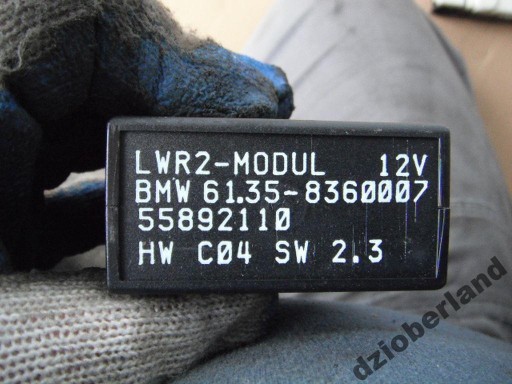 LWR2-MODUL 12V
BMW 61.35-8360007
55892110
HW C04 SW 2.3
dzioberland